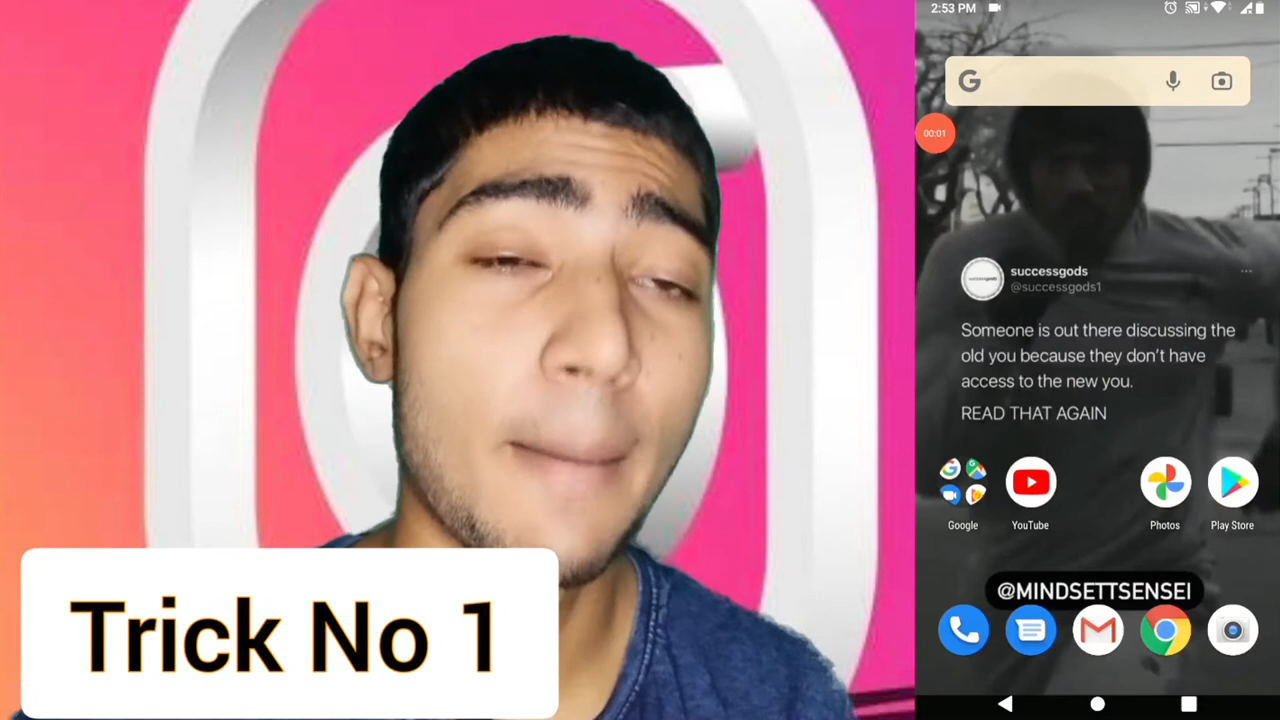 Trick No 1
2:53 PM
00:01
successgods
@successgods1
Someone is out there discussing the
old you because they don't have
access to the new you.
READ THAT AGAIN
Google
YouTube
Photos
Play Store
@MINDSETTSENSEI